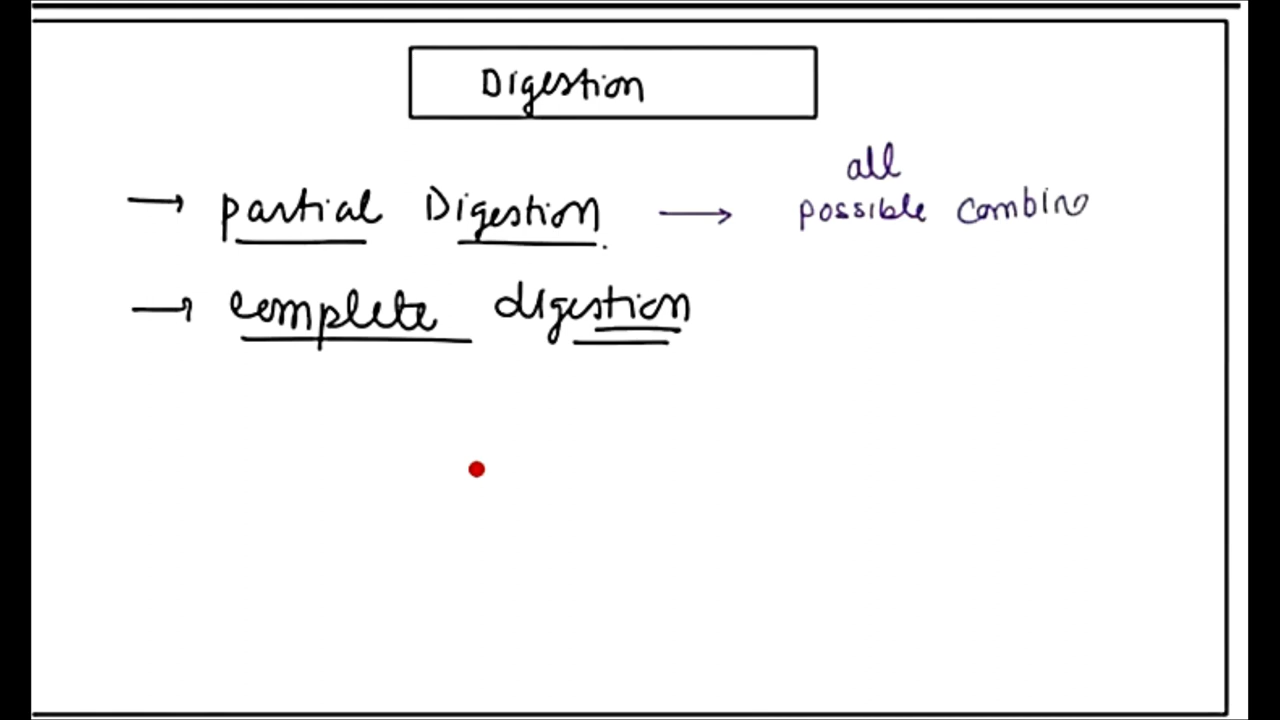 Digestion
→ partial Digestion. → all possible combin
→ complete digestion